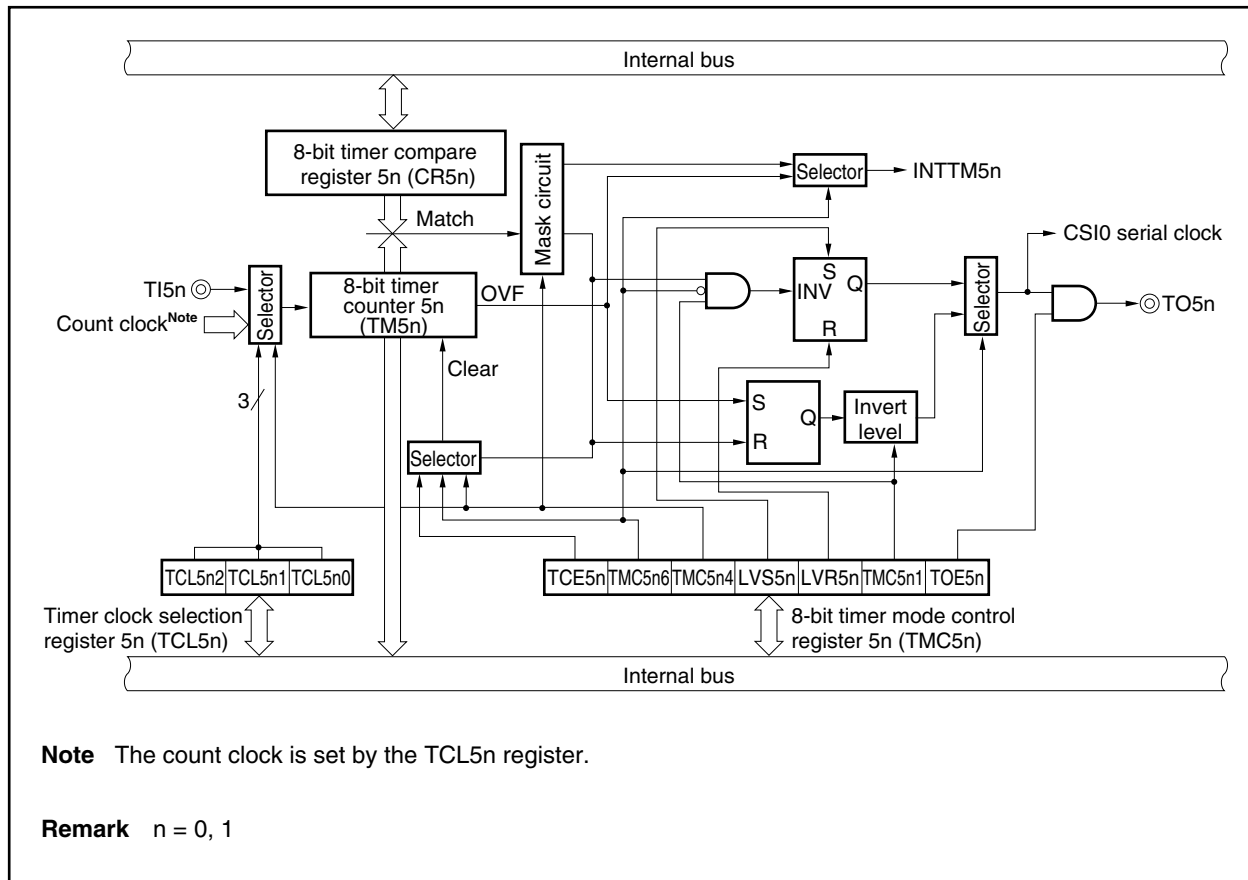 Internal bus
8-bit timer compare
register 5n (CR5n)
Match
Mask circuit
Selector
INTTM5n
CSI0 serial clock
TI5n
Count clockNote
Selector
8-bit timer
counter 5n
(TM5n)
OVF
Clear
S
INV
Q
R
Selector
TO5n
3
S
Q
R
Invert
level
Selector
TCL5n2 TCL5n1 TCL5n0
TCE5n TMC5n6 TMC5n4 LVS5n LVR5n TMC5n1 TOE5n
Timer clock selection
register 5n (TCL5n)
8-bit timer mode control
register 5n (TMC5n)
Internal bus
Note The count clock is set by the TCL5n register.
Remark n = 0, 1